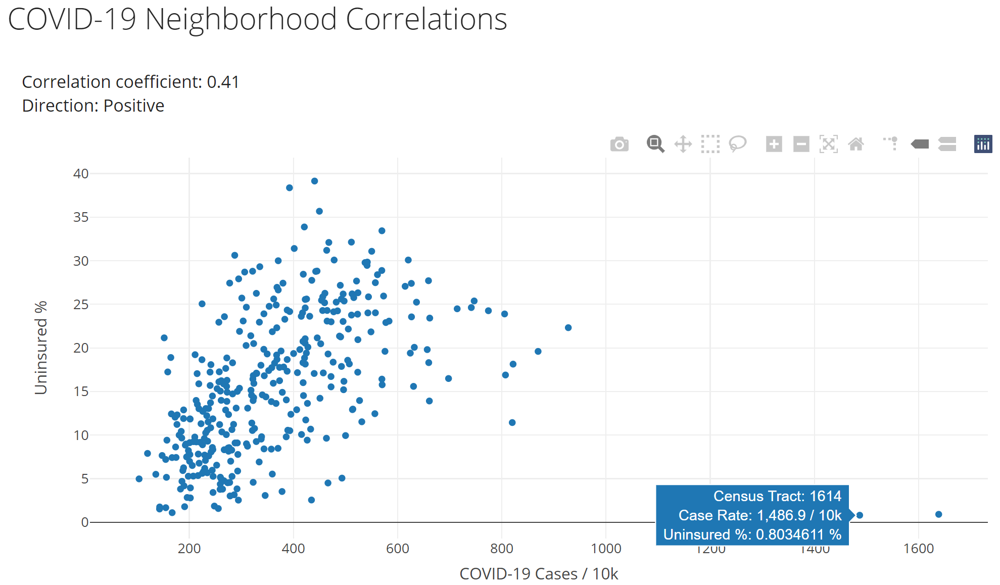 COVID-19 Neighborhood Correlations
Correlation coefficient: 0.41
Direction: Positive
40
35
30
25
20
15
10
5
0
Uninsured %
Census Tract: 1614
Case Rate: 1,486.9 / 10k
Uninsured %: 0.8034611 %
200 400 600 800 1000 1200 1400 1600
COVID-19 Cases / 10k